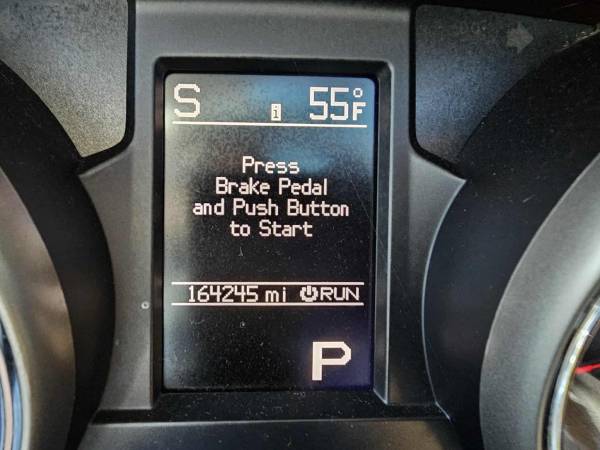 S i 55°F
Press
Brake Pedal
and Push Button
to Start
164245 mi RUN
P